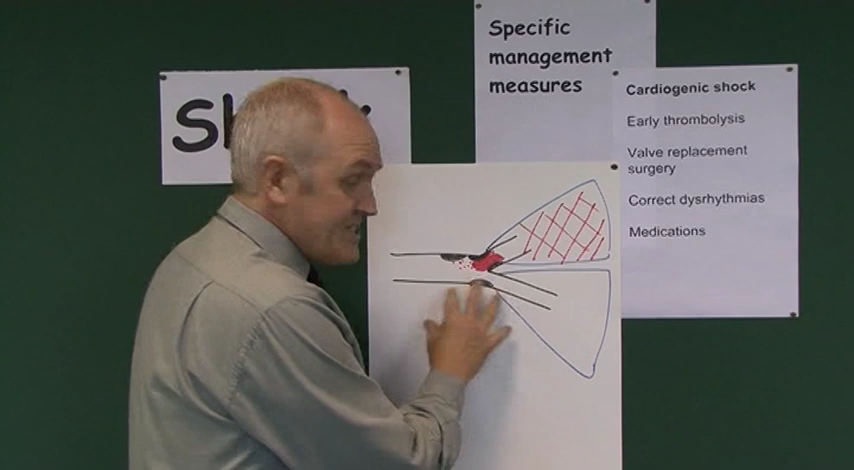 Specific
management
measures
Cardiogenic shock
Early thrombolysis
Valve replacement
surgery
Correct dysrhythmias
Medications